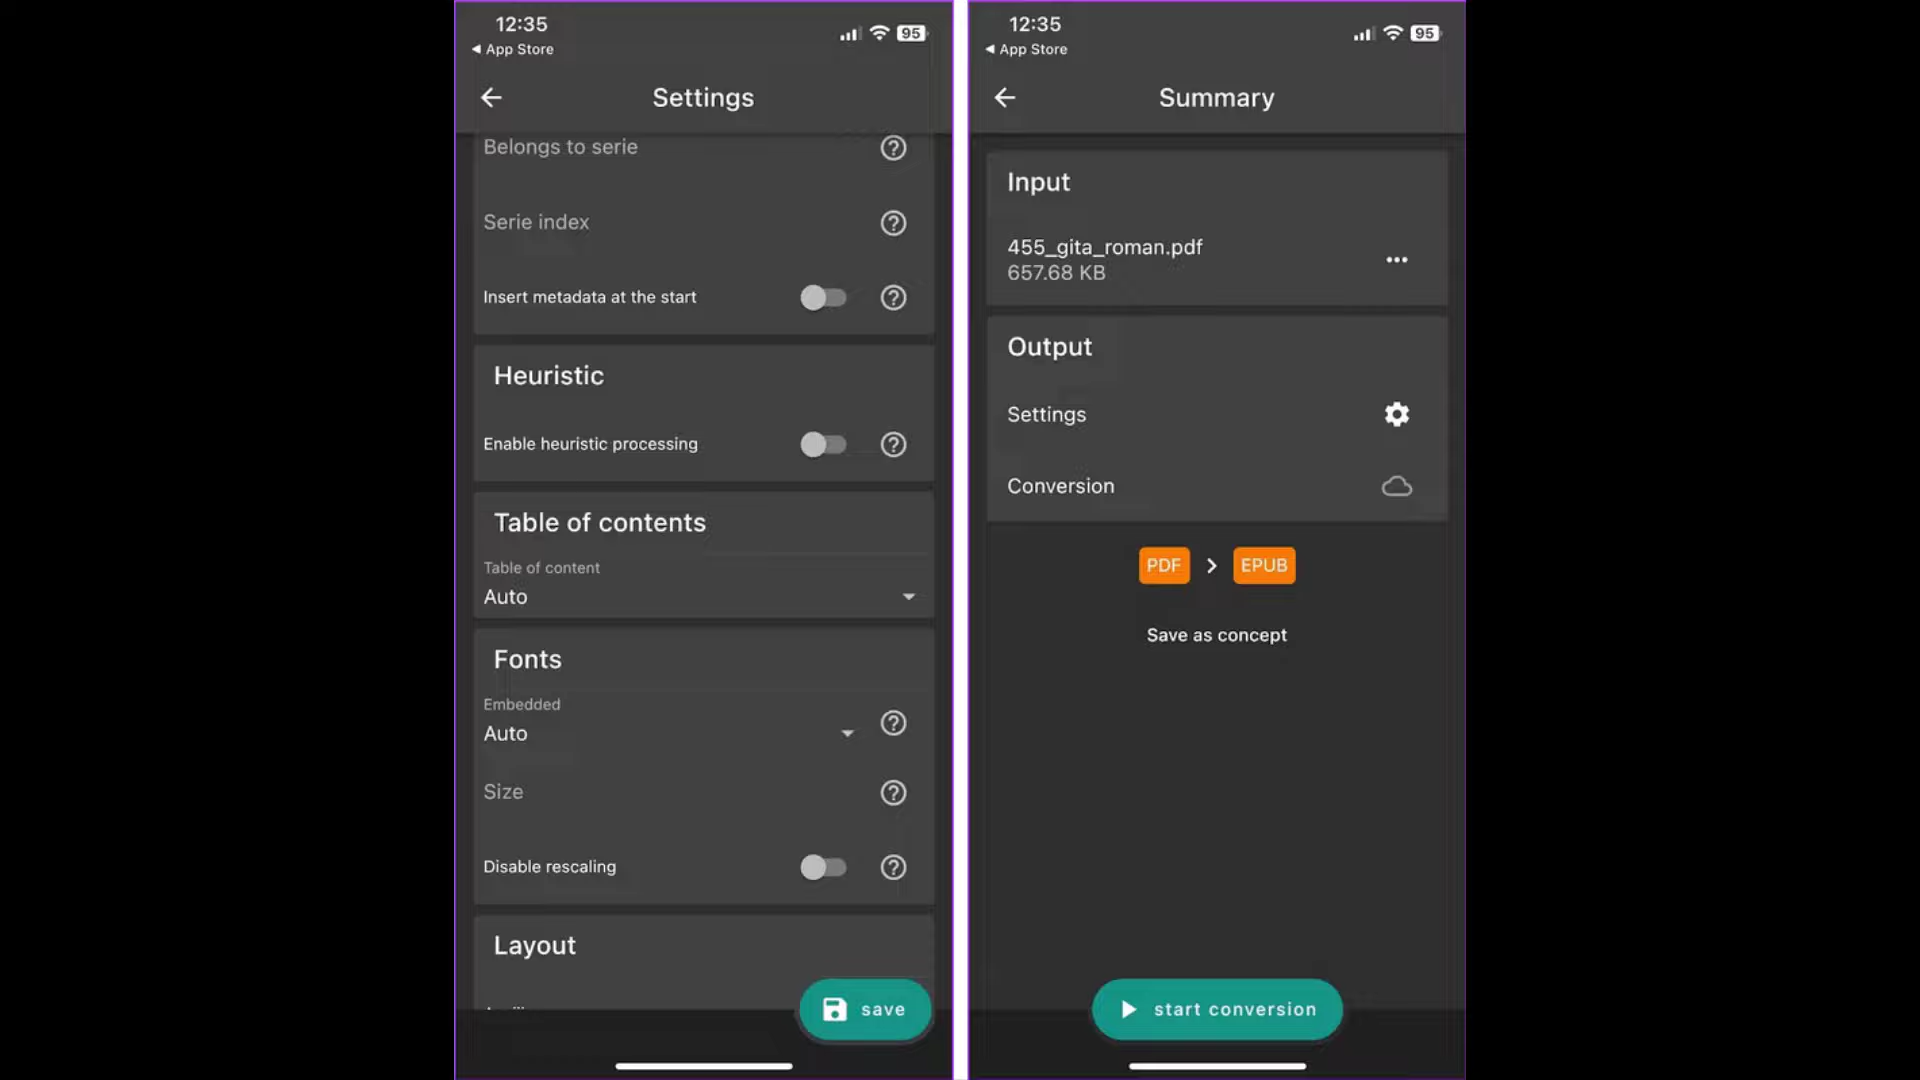 12:35
95
App Store
Settings
Belongs to serie
Serie index
Insert metadata at the start
Heuristic
Enable heuristic processing
Table of contents
Table of content
Auto
Fonts
Embedded
Auto
Size
Disable rescaling
Layout
save
12:35
95
App Store
Summary
Input
455_gita_roman.pdf
657.68 KB
Output
Settings
Conversion
PDF > EPUB
Save as concept
start conversion